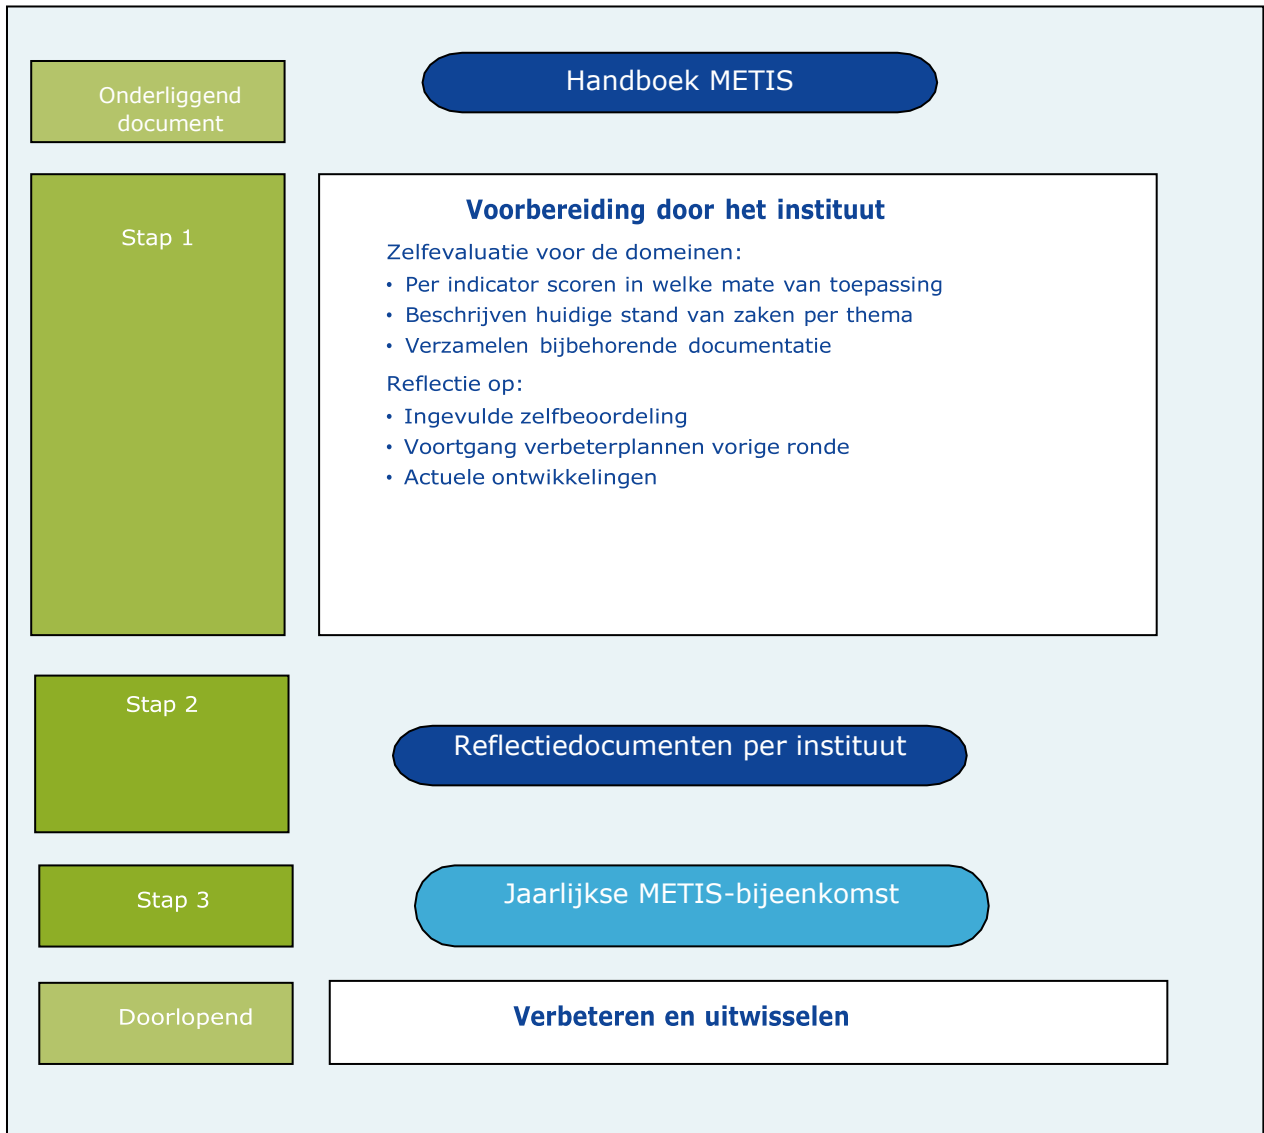 Onderliggend
document
Handboek METIS
Stap 1
Voorbereiding door het instituut
Zelfevaluatie voor de domeinen:
• Per indicator scoren in welke mate van toepassing
• Beschrijven huidige stand van zaken per thema
• Verzamelen bijbehorende documentatie
Reflectie op:
• Ingevulde zelfbeoordeling
• Voortgang verbeterplannen vorige ronde
• Actuele ontwikkelingen
Stap 2
Reflectiedocumenten per instituut
Stap 3
Jaarlijkse METIS-bijeenkomst
Doorlopend
Verbeteren en uitwisselen